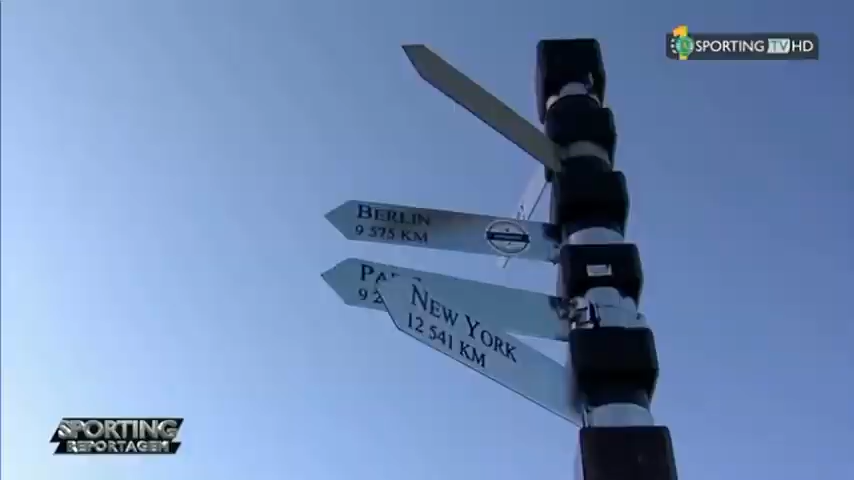 SPORTING TV HD
BERLIN
9 575 KM
NEW YORK
12 541 KM
SPORTING
REPORTAGEM